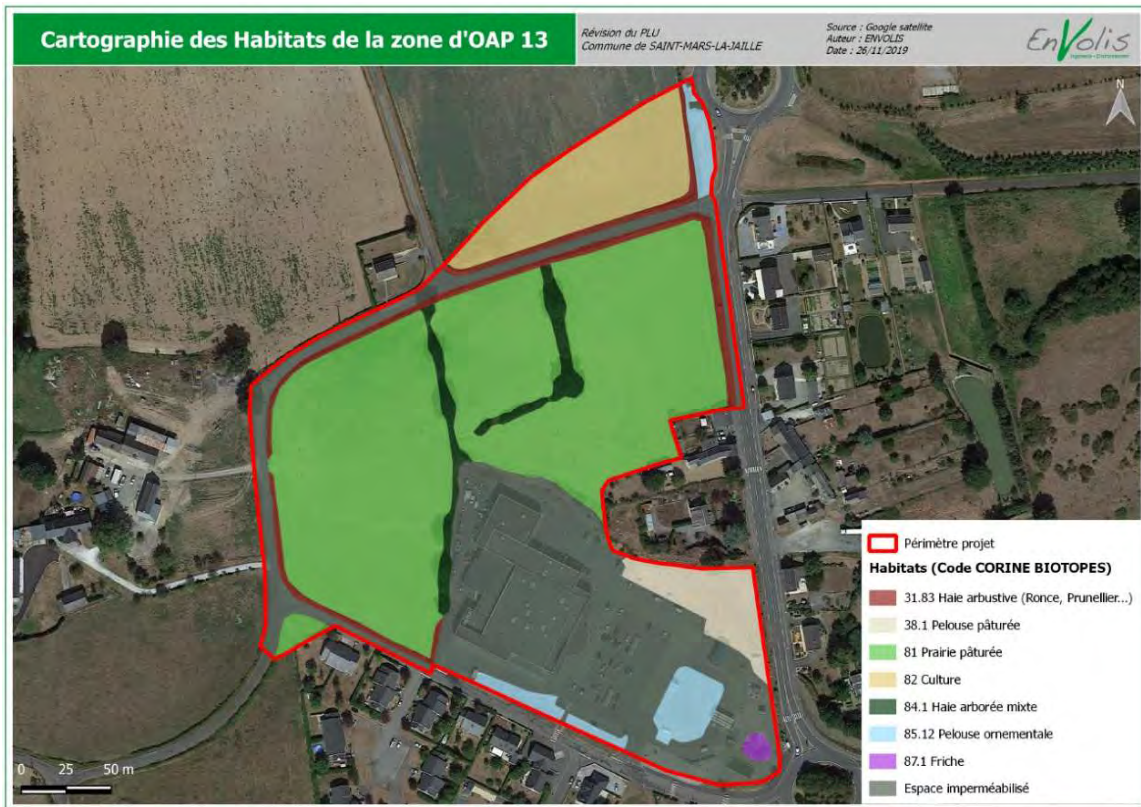 Cartographie des Habitats de la zone d'OAP 13
Révision du PLU
Commune de SAINT-MARS-LA-JAILLE
Source : Google satellite
Auteur : ENVOLIS
Date : 26/11/2019
EnVolis
N
Périmètre projet
Habitats (Code CORINE BIOTOPES)
31.83 Haie arbustive (Ronce, Prunellier...)
38.1 Pelouse pâturée
81 Prairie pâturée
82 Culture
84.1 Haie arborée mixte
85.12 Pelouse ornementale
87.1 Friche
Espace imperméabilisé
0 25 50 m